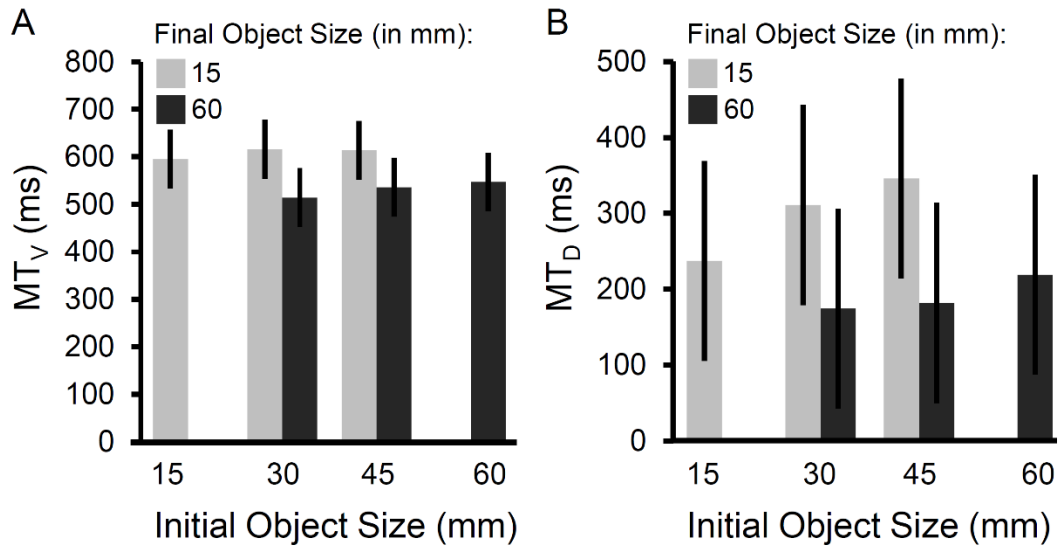 A
Final Object Size (in mm):
15
60
800
700
600
500
400
300
200
100
0
MTV (ms)
15 30 45 60
Initial Object Size (mm)
B
Final Object Size (in mm):
15
60
500
400
300
200
100
0
MTD (ms)
15 30 45 60
Initial Object Size (mm)